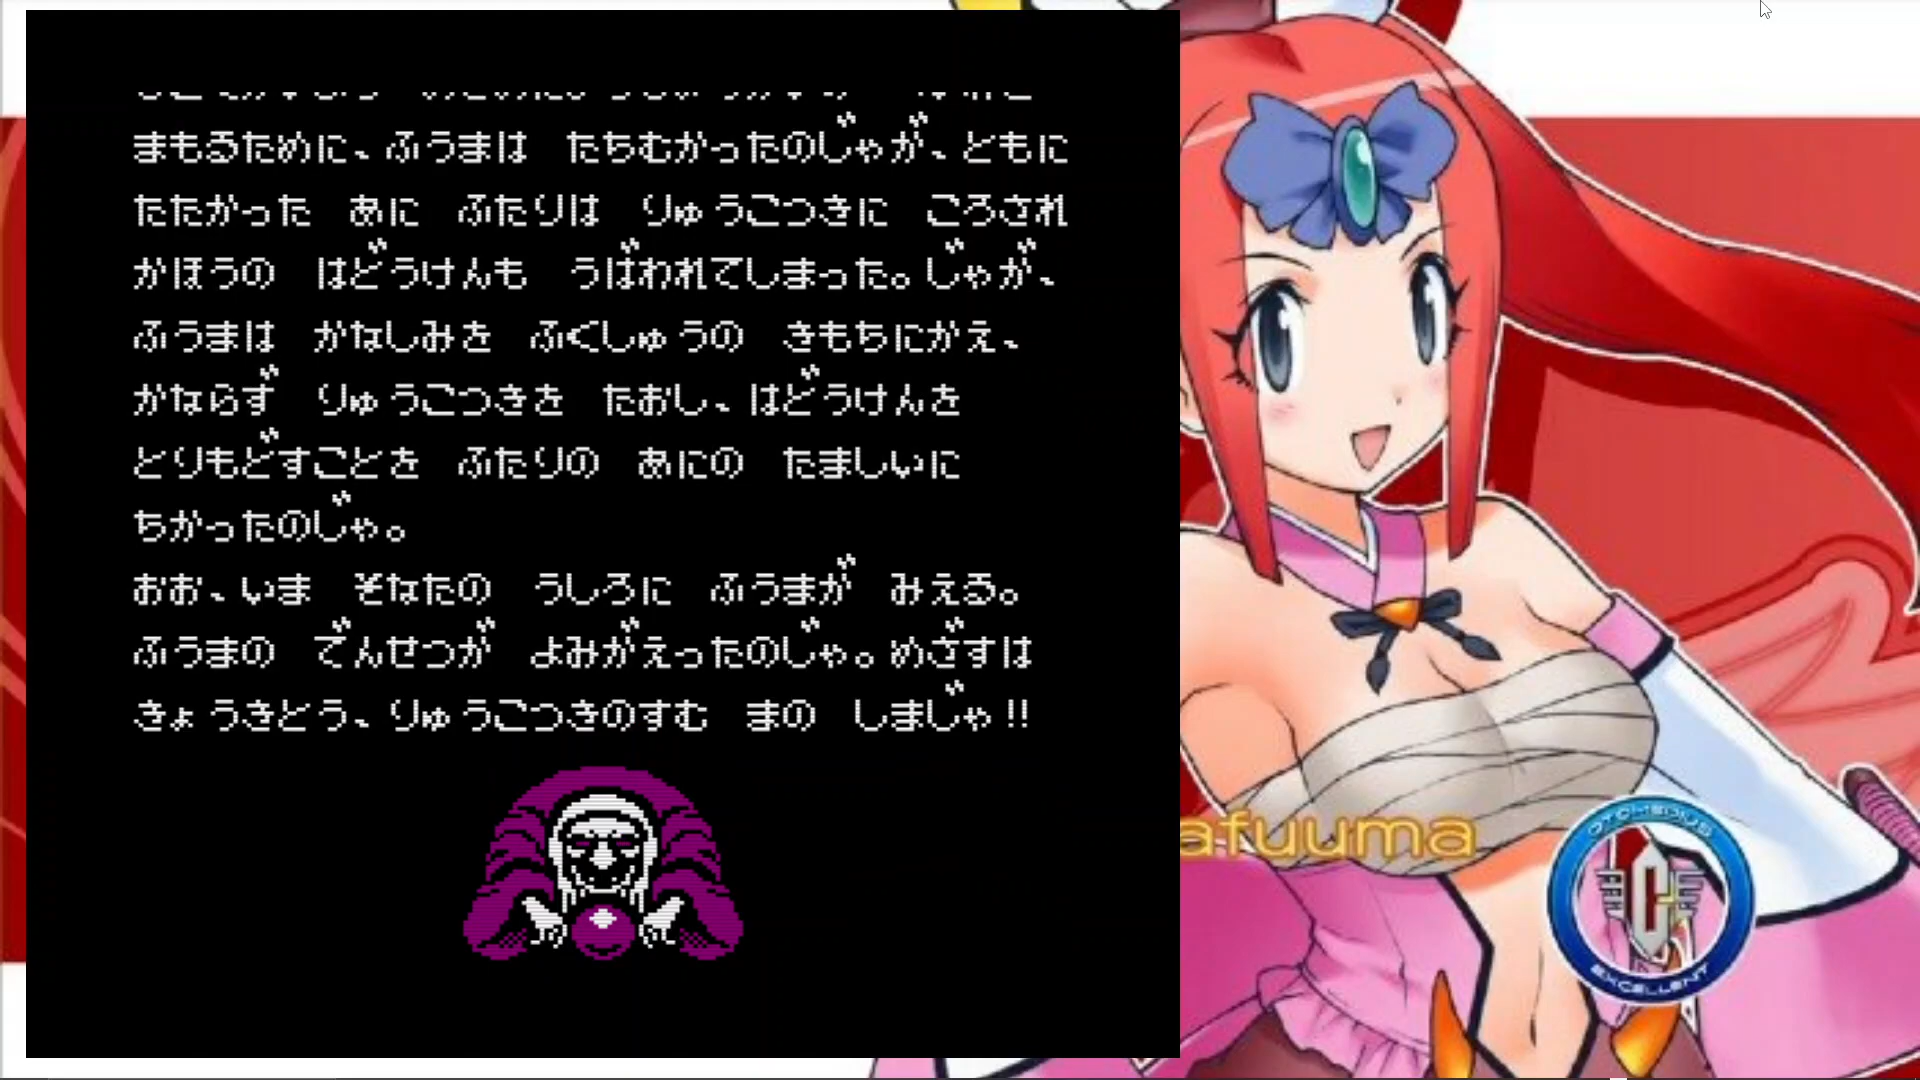 まもるために、ふうまは　たちむかったのじゃが、ともに
たたかった　あに　ふたりは　りゅうこつきに　ころされ
かほうの　はどうけんも　うばわれてしまった。じゃが、
ふうまは　かなしみを　ふくしゅうの　きもちにかえ、
かならず　りゅうこつきを　たおし、はどうけんを
とりもどすことを　ふたりの　あにの　たましいに
ちかったのじゃ。
おお、いま　そなたの　うしろに　ふうまが　みえる。
ふうまの　でんせつが　よみがえったのじゃ。めざすは
きょうきとう、りゅうこつきのすむ　まの　しまじゃ!!
afuuma
OTOMEDIUS
EXCELLENT